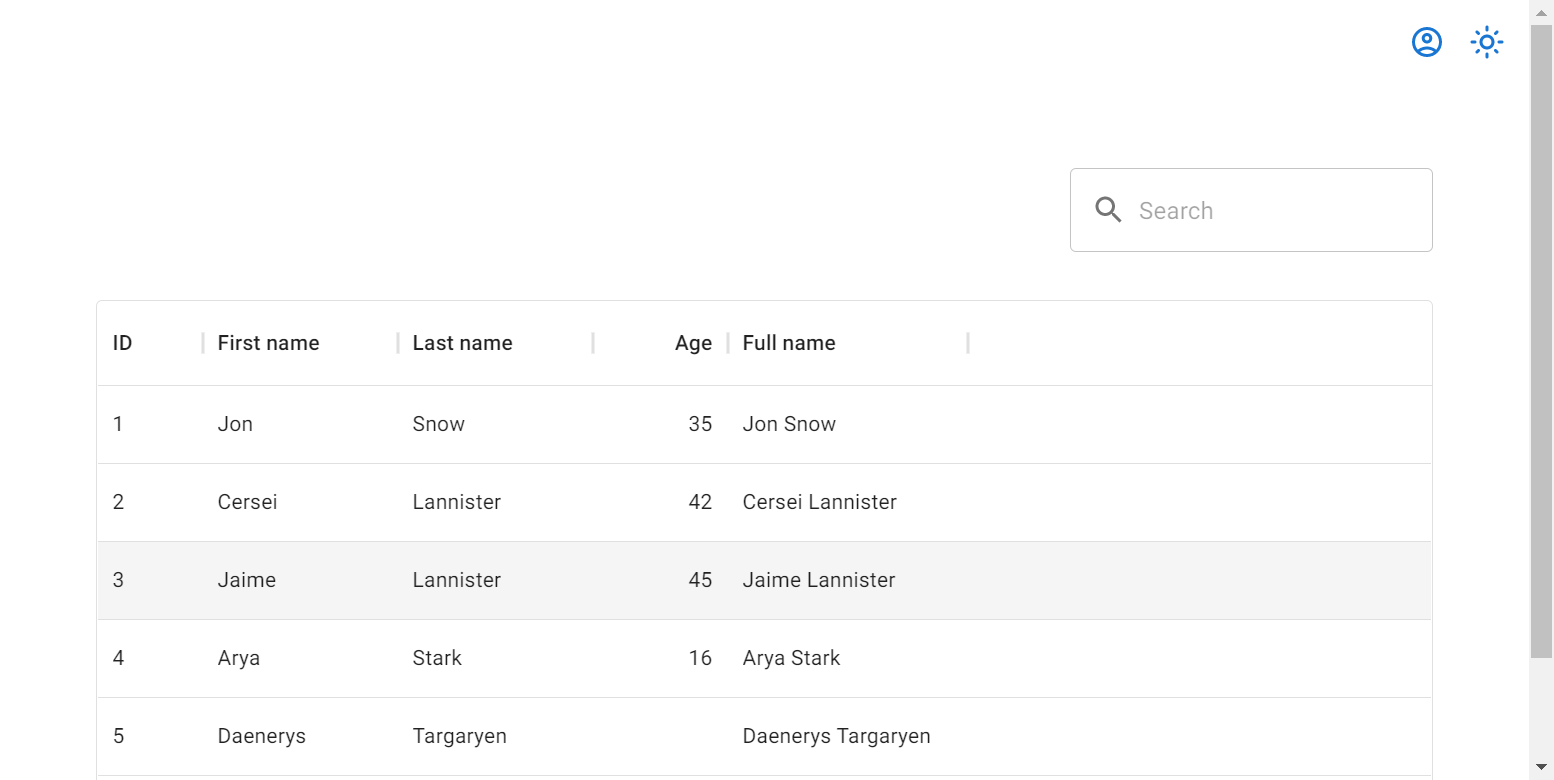 Search
ID First name Last name Age Full name
1 Jon Snow 35 Jon Snow
2 Cersei Lannister 42 Cersei Lannister
3 Jaime Lannister 45 Jaime Lannister
4 Arya Stark 16 Arya Stark
5 Daenerys Targaryen Daenerys Targaryen